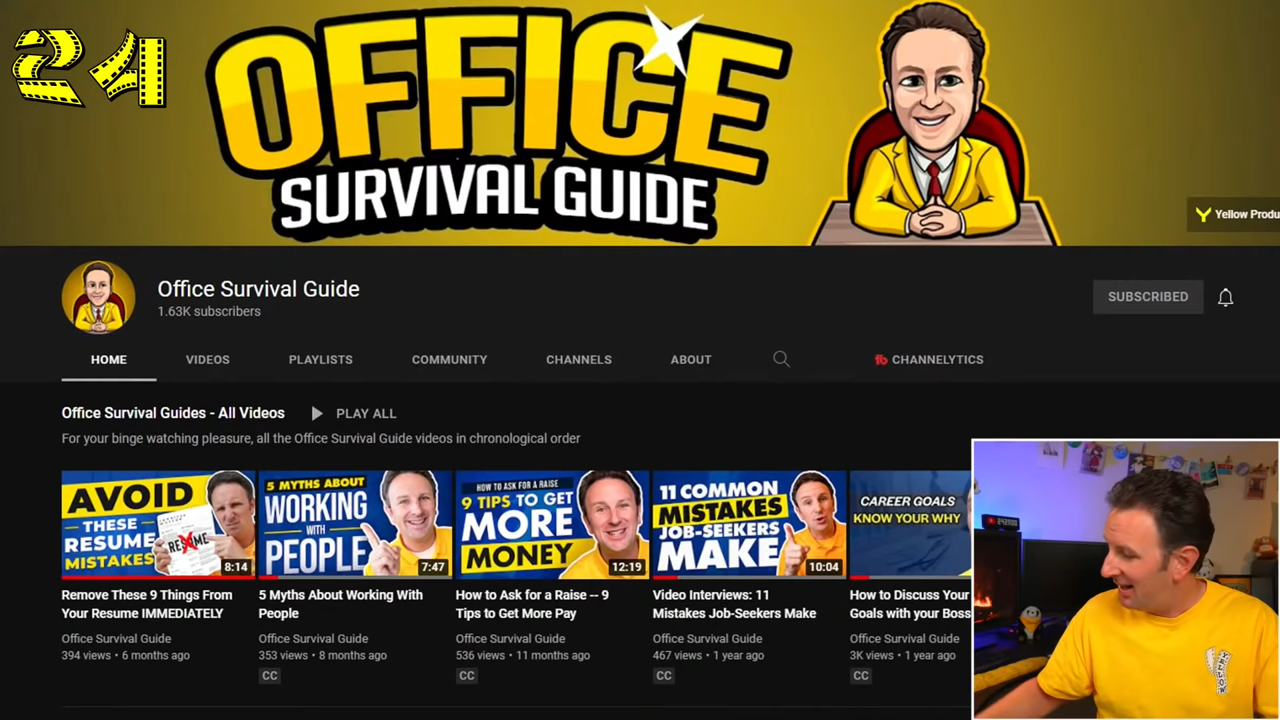 24
OFFICE
SURVIVAL GUIDE
Yellow Produ
Office Survival Guide
1.63K subscribers
SUBSCRIBED
HOME
VIDEOS
PLAYLISTS
COMMUNITY
CHANNELS
ABOUT
CHANNELYTICS
Office Survival Guides - All Videos
PLAY ALL
For your binge watching pleasure, all the Office Survival Guide videos in chronological order
AVOID
THESE
RESUME
MISTAKES
RESUME
8:14
5 MYTHS ABOUT
WORKING
WITH
PEOPLE
7:47
HOW TO ASK FOR A RAISE
9 TIPS TO GET
MORE
MONEY
12:19
11 COMMON
MISTAKES
JOB-SEEKERS
MAKE
10:04
CAREER GOALS
KNOW YOUR WHY
Remove These 9 Things From
Your Resume IMMEDIATELY
Office Survival Guide
394 views • 6 months ago
5 Myths About Working With
People
Office Survival Guide
353 views • 8 months ago
CC
How to Ask for a Raise -- 9
Tips to Get More Pay
Office Survival Guide
536 views • 11 months ago
CC
Video Interviews: 11
Mistakes Job-Seekers Make
Office Survival Guide
467 views • 1 year ago
CC
How to Discuss Your
Goals with your Boss
Office Survival Guide
3K views • 1 year ago
CC